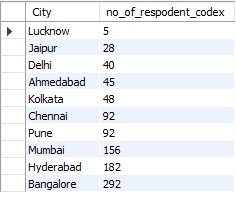 City no_of_respodent_codex
Lucknow 5
Jaipur 28
Delhi 40
Ahmedabad 45
Kolkata 48
Chennai 92
Pune 92
Mumbai 156
Hyderabad 182
Bangalore 292